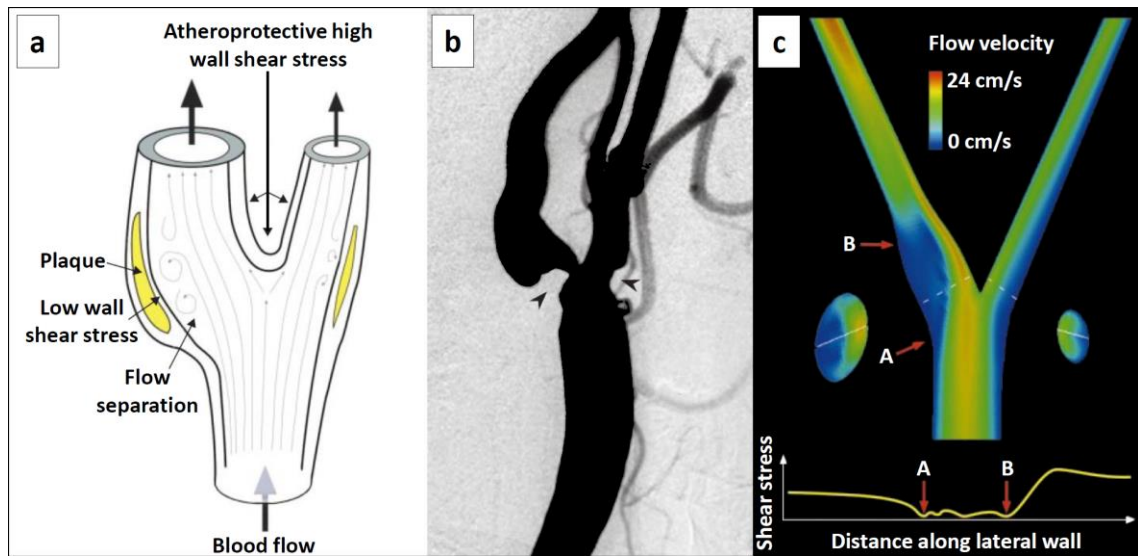 a
Atheroprotective high
wall shear stress
Plaque
Low wall
shear stress
Flow
separation
Blood flow
b
c
Flow velocity
24 cm/s
0 cm/s
B
A
Shear stress
A
B
Distance along lateral wall